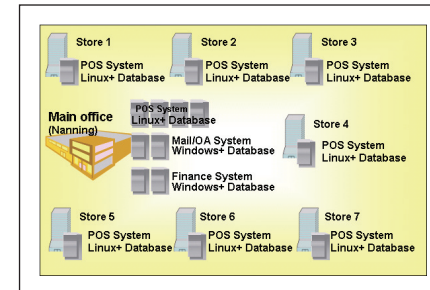 Store 1
POS System
Linux+ Database
Store 2
POS System
Linux+ Database
Store 3
POS System
Linux+ Database
Main office
(Nanning)
POS System
Linux+ Database
Mail/OA System
Windows+ Database
Finance System
Windows+ Database
Store 4
POS System
Linux+ Database
Store 5
POS System
Linux+ Database
Store 6
POS System
Linux+ Database
Store 7
POS System
Linux+ Database